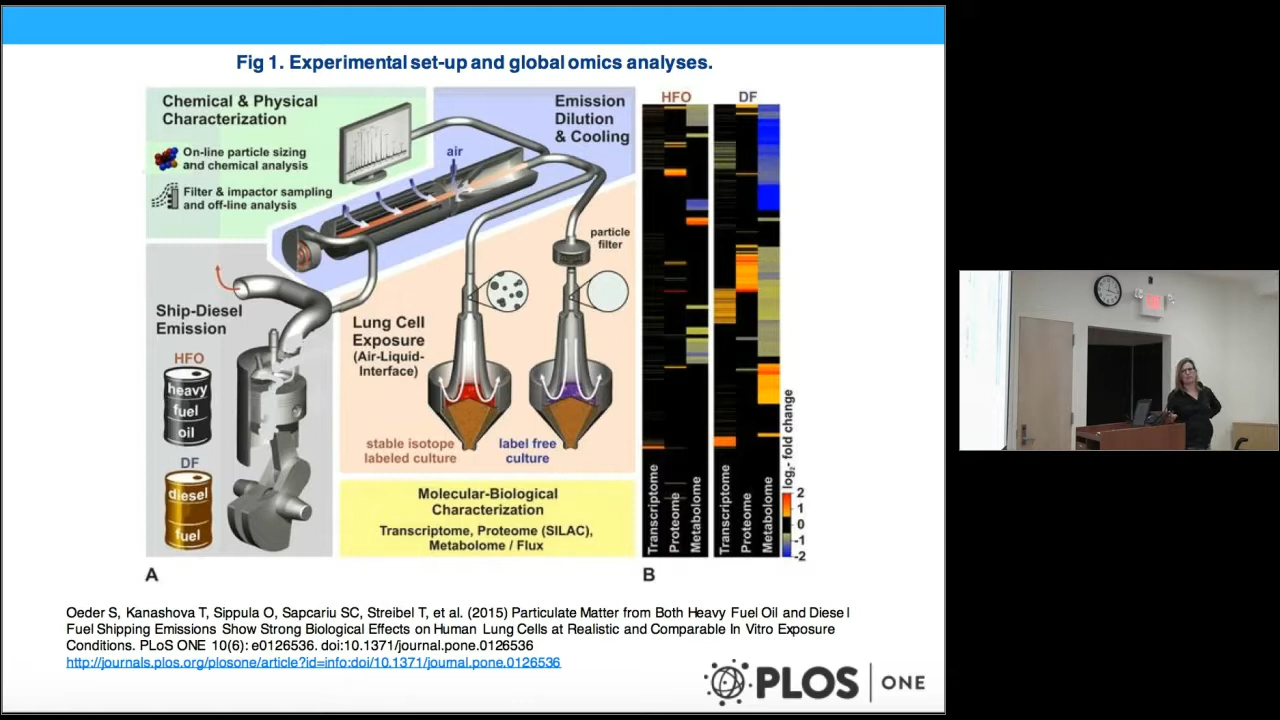 Fig 1. Experimental set-up and global omics analyses.
Chemical & Physical
Characterization
On-line particle sizing
and chemical analysis
Filter & impactor sampling
and off-line analysis
Emission
Dilution
& Cooling
air
particle
filter
Ship-Diesel
Emission
HFO
heavy
fuel
oil
DF
diesel
fuel
Lung Cell
Exposure
(Air-Liquid-
Interface)
stable isotope
labeled culture
label free
culture
Molecular-Biological
Characterization
Transcriptome, Proteome (SILAC),
Metabolome / Flux
A
HFO
DF
Transcriptome
Proteome
Metabolome
Transcriptome
Proteome
Metabolome
log2- fold change
2
1
0
-1
-2
B
Oeder S, Kanashova T, Sippula O, Sapcariu SC, Streibel T, et al. (2015) Particulate Matter from Both Heavy Fuel Oil and Diesel
Fuel Shipping Emissions Show Strong Biological Effects on Human Lung Cells at Realistic and Comparable In Vitro Exposure
Conditions. PLoS ONE 10(6): e0126536. doi:10.1371/journal.pone.0126536
http://journals.plos.org/plosone/article?id=info:doi/10.1371/journal.pone.0126536
PLOS ONE